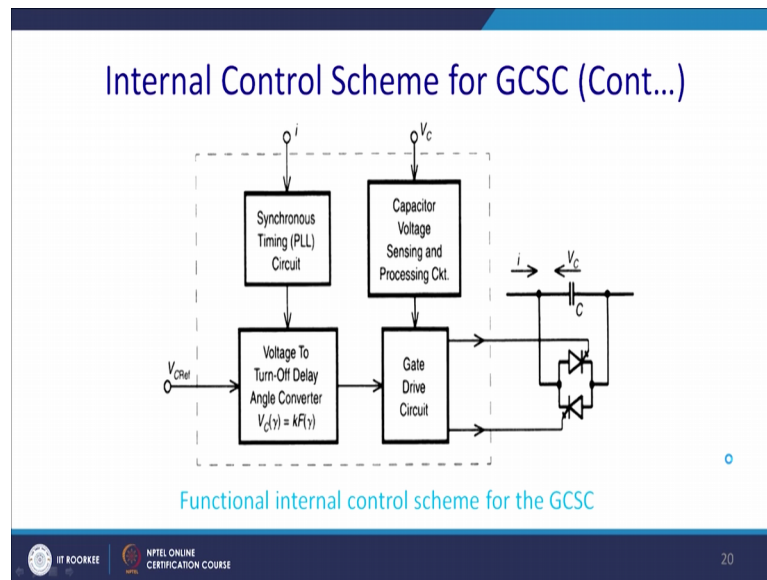 Internal Control Scheme for GCSC (Cont…)
i
V_C
Synchronous
Timing (PLL)
Circuit
Capacitor
Voltage
Sensing and
Processing Ckt.
i
V_C
C
V_CRef
Voltage To
Turn-Off Delay
Angle Converter
V_C(γ) = kF(γ)
Gate
Drive
Circuit
Functional internal control scheme for the GCSC
IIT ROORKEE
NPTEL ONLINE
CERTIFICATION COURSE
20